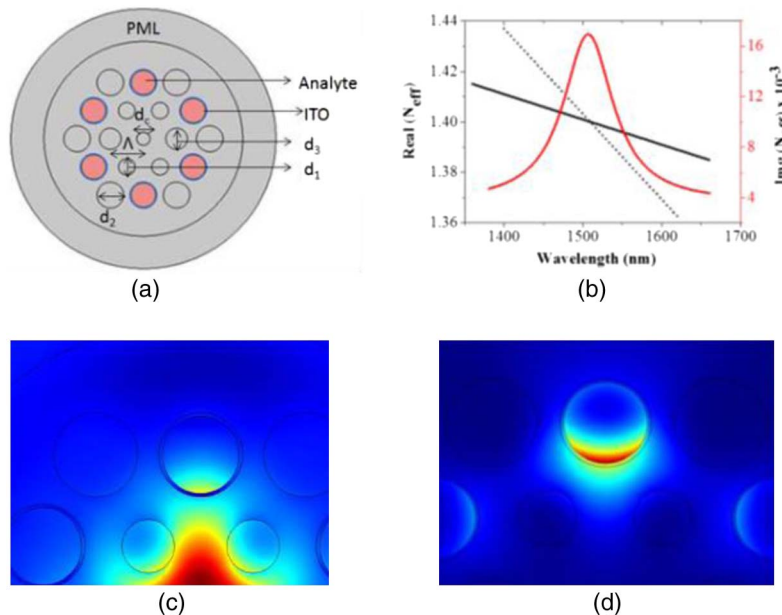 PML
Analyte
ITO
d_c
d_3
Λ
d_1
d_2
(a)
1.44
1.42
1.40
1.38
1.36
Real (N_eff)
16
12
8
4
1400
1500
1600
1700
Wavelength (nm)
(b)
(c)
(d)